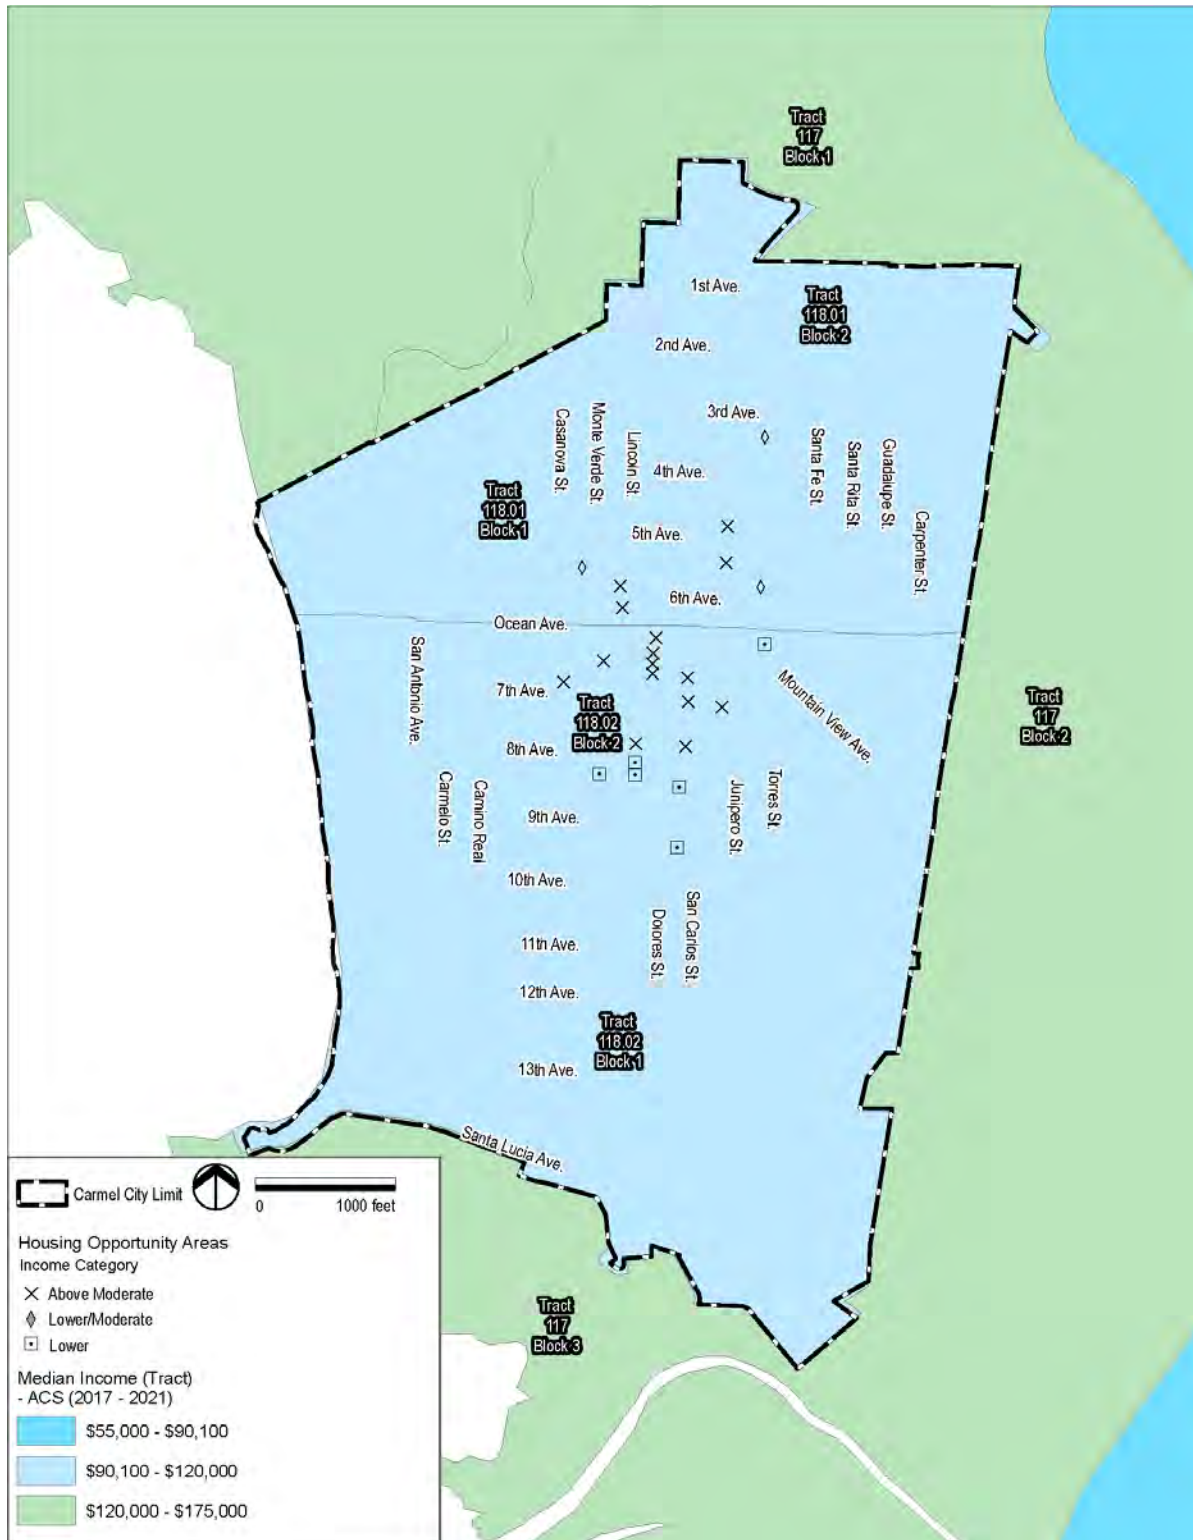 Tract
117
Block 1
1st Ave.
Tract
118.01
Block 2
2nd Ave.
3rd Ave.
Casanova St.
Monte Verde St.
Lincoln St.
4th Ave.
Santa Fe St.
Santa Rita St.
Guadalupe St.
Carpenter St.
Tract
118.01
Block 1
5th Ave.
6th Ave.
Ocean Ave.
San Antonio Ave.
7th Ave.
Mountain View Ave.
Tract
118.02
Block 2
Tract
117
Block 2
8th Ave.
Carmelo St.
Camino Real
Junipero St.
Torres St.
9th Ave.
10th Ave.
Dolores St.
San Carlos St.
11th Ave.
12th Ave.
Tract
118.02
Block 1
13th Ave.
Santa Lucia Ave.
Carmel City Limit
0 1000 feet
Housing Opportunity Areas
Income Category
Above Moderate
Lower/Moderate
Lower
Median Income (Tract)
- ACS (2017 - 2021)
$55,000 - $90,100
$90,100 - $120,000
$120,000 - $175,000
Tract
117
Block 3